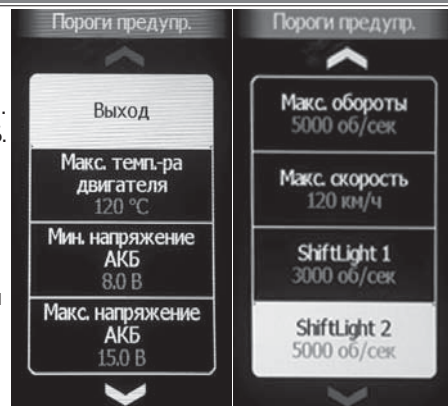 Пороги предупр.
Выход
Макс. темп-ра
двигателя
120 °C
Мин. напряжение
АКБ
8.0 В
Макс. напряжение
АКБ
15.0 В
Пороги предупр.
Макс. обороты
5000 об/сек
Макс. скорость
120 км/ч
ShiftLight 1
3000 об/сек
ShiftLight 2
5000 об/сек